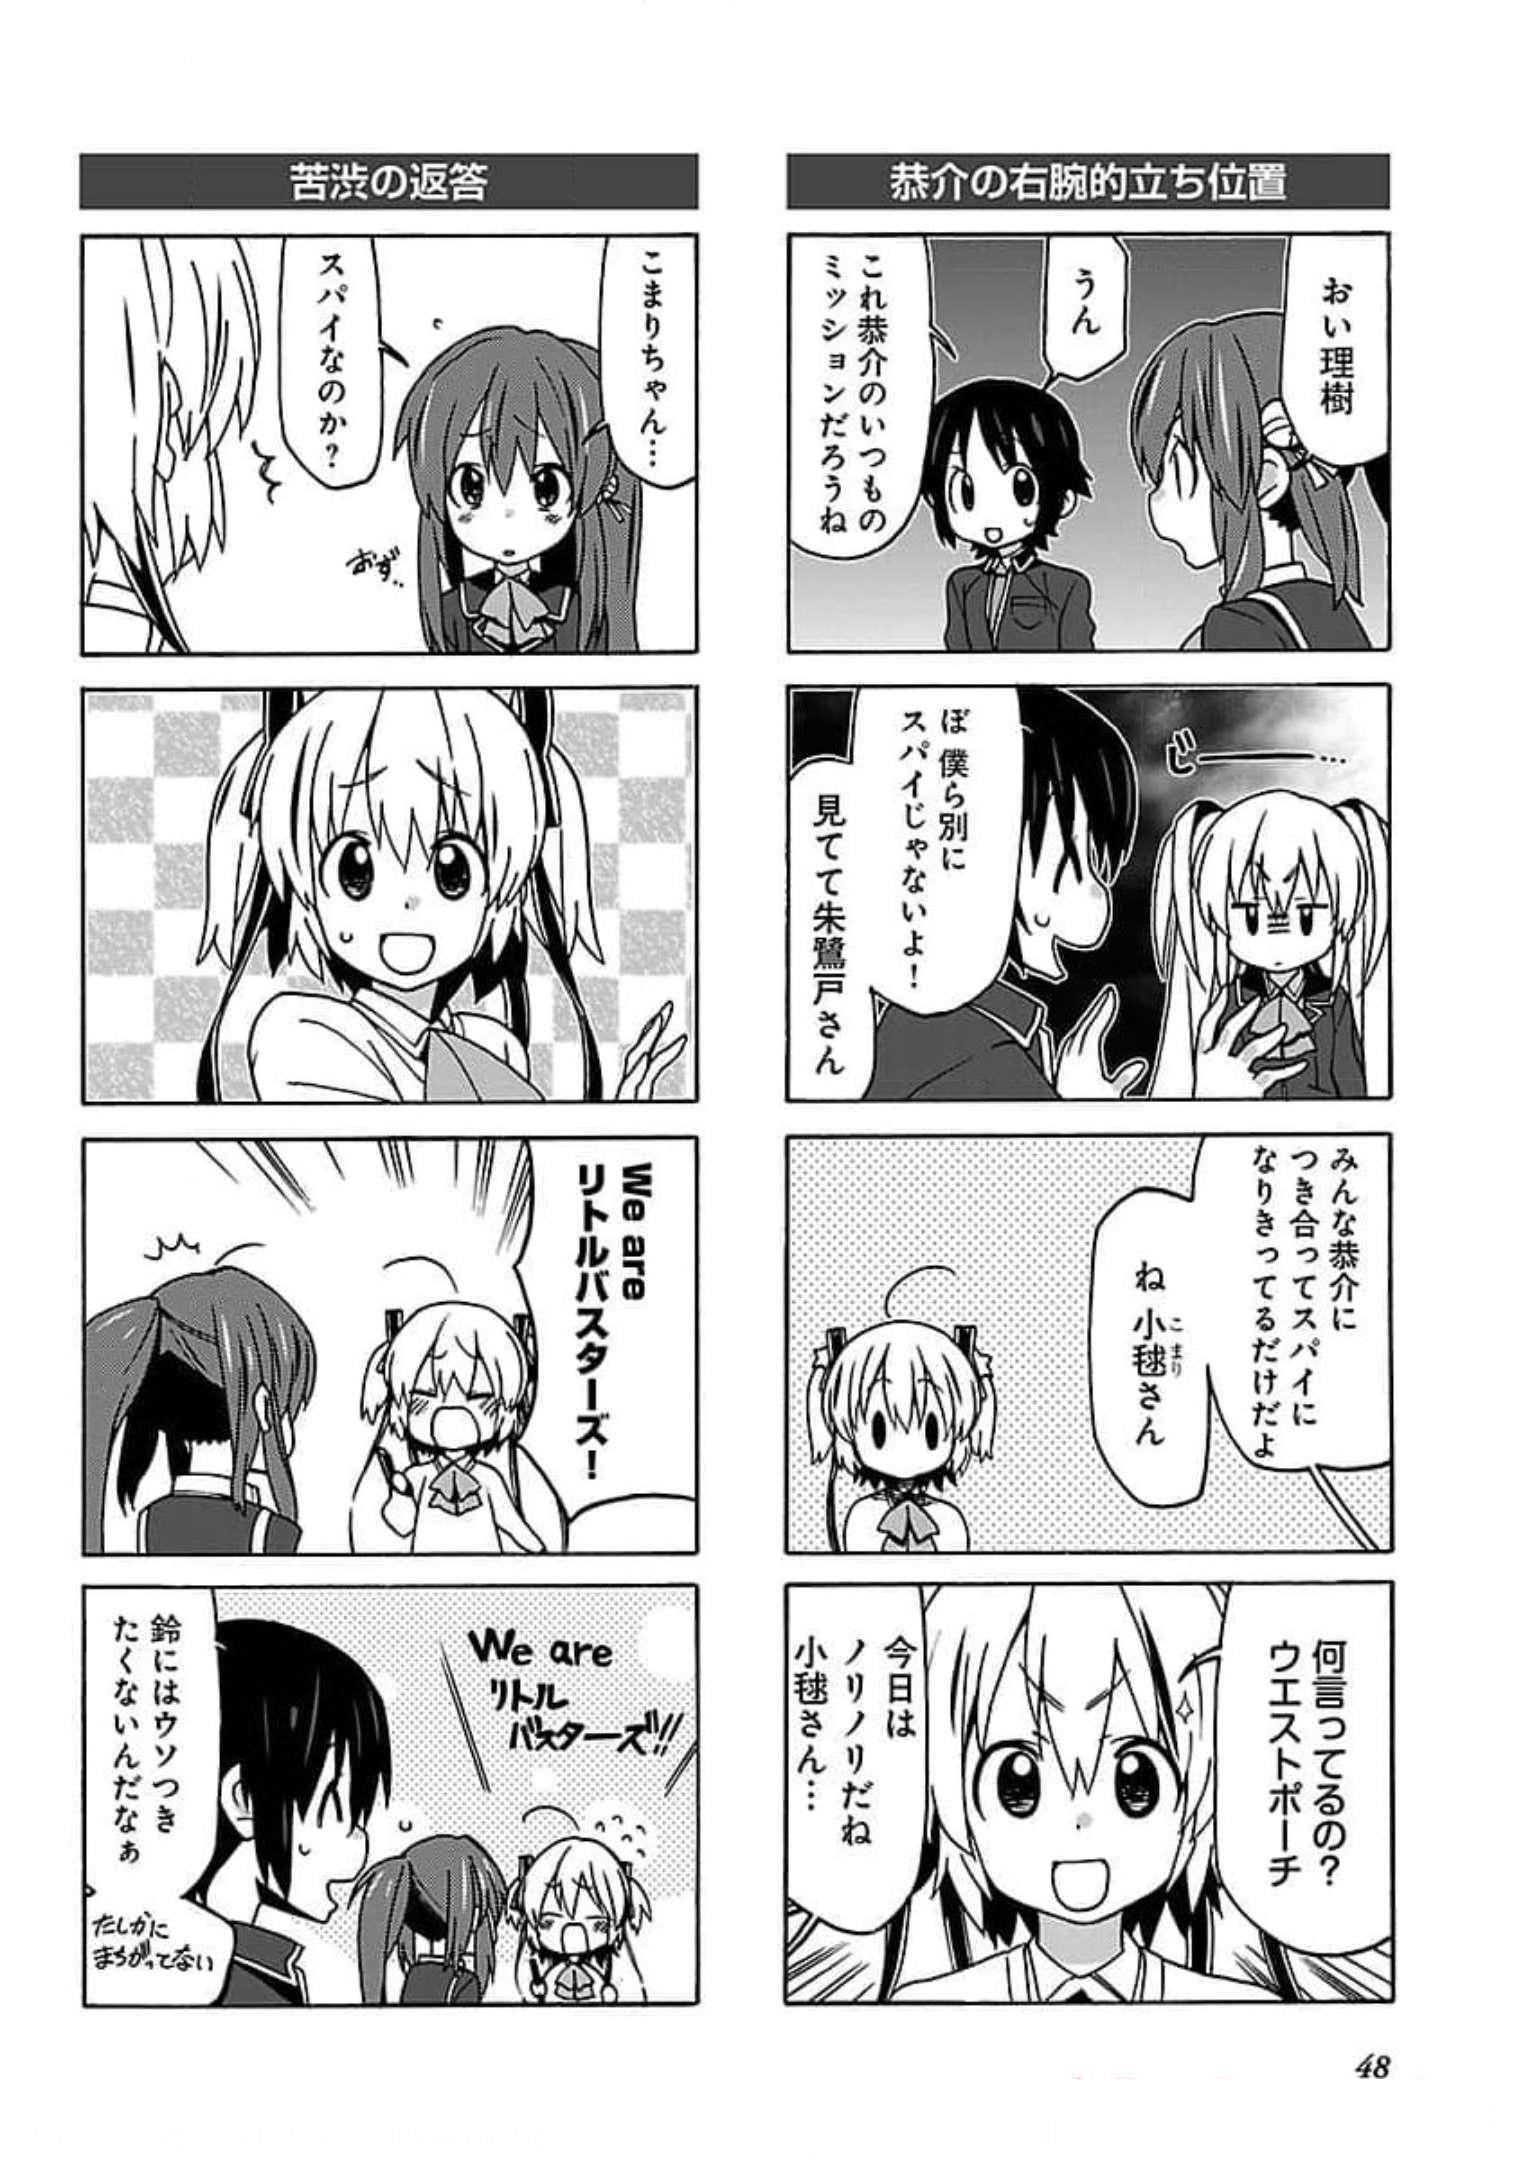 恭介の右腕的立ち位置
おい理樹
うん
これ恭介のいつもの
ミッションだろうね
じー…
ぼ 僕ら別に
スパイじゃないよ!
見てて朱鷺戸さん
みんな恭介に
つき合ってスパイに
なりきってるだけだよ
ね 小毬さん
こまり
何言ってるの?
ウエストポーチ
今日は
ノリノリだね
小毬さん…
苦渋の返答
こまりちゃん…
スパイなのか?
おず‥
We are
リトルバスターズ!
We are
リトル
バスターズ!!
鈴にはウソつき
たくないんだなぁ
たしかに
まちがってない
48